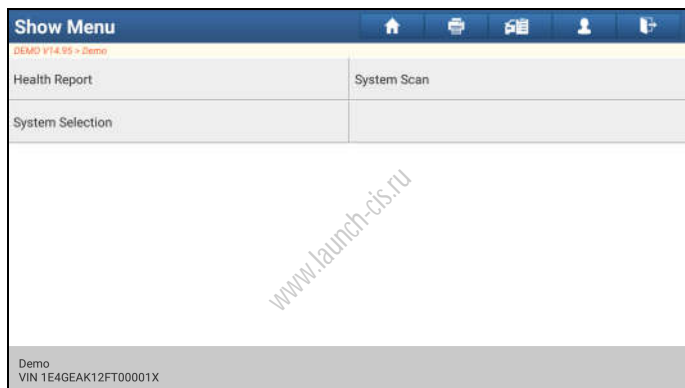 Show Menu
DEMO V14.95 > Demo
Health Report
System Scan
System Selection
www.launch-cis.ru
Demo
VIN 1E4GEAK12FT00001X